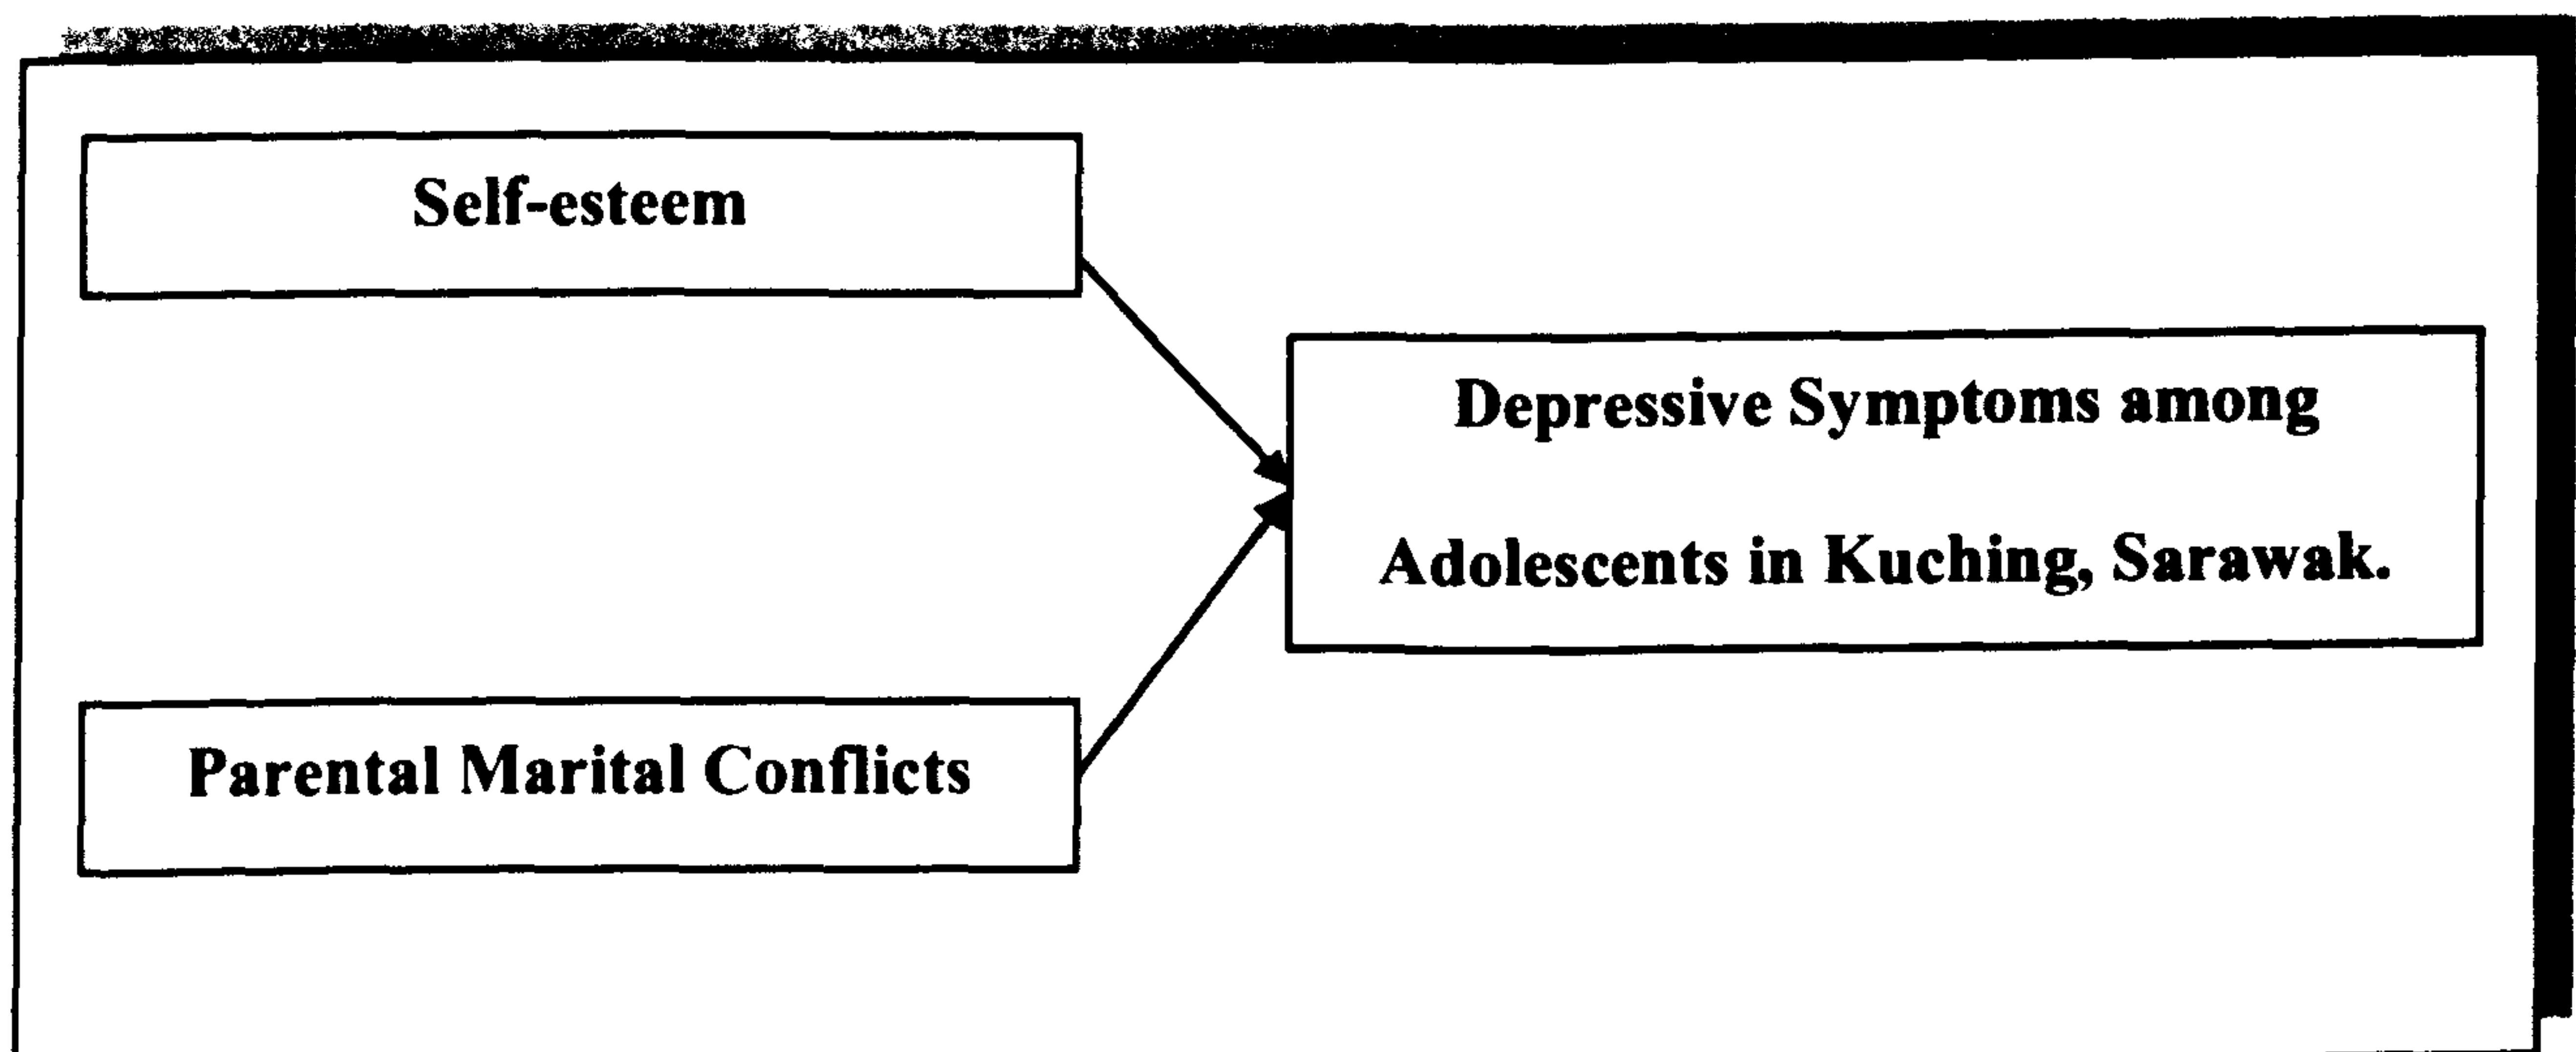 Self-esteem
Depressive Symptoms among
Adolescents in Kuching, Sarawak.
Parental Marital Conflicts